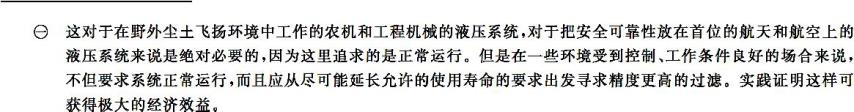 ㊀ 这对于在野外尘土飞扬环境中工作的农机和工程机械的液压系统，对于把安全可靠性放在首位的航天和航空上的
液压系统来说是绝对必要的，因为这里追求的是正常运行。但是在一些环境受到控制、工作条件良好的场合来说，
不但要求系统正常运行，而且应从尽可能延长允许的使用寿命的要求出发寻求精度更高的过滤。实践证明这样可
获得极大的经济效益。